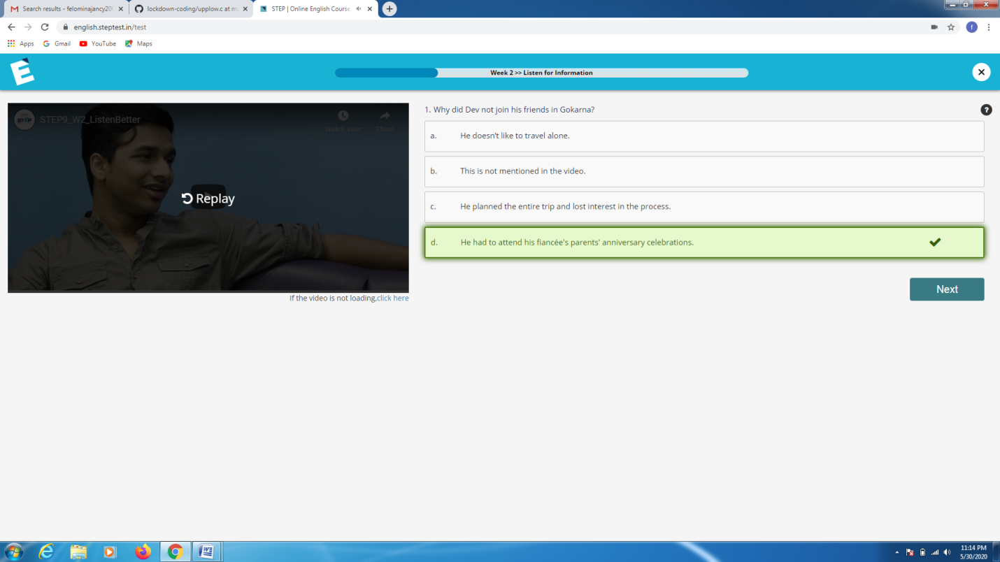 Search results - felominajancy200
lockdown-coding/upplow.c at m
STEP | Online English Course
english.steptest.in/test
f
Apps Gmail YouTube Maps
Week 2 >> Listen for Information
STEP
STEP9_W2_ListenBetter
Watch later
Share
Replay
If the video is not loading,click here
1. Why did Dev not join his friends in Gokarna?
?
a. He doesn't like to travel alone.
b. This is not mentioned in the video.
c. He planned the entire trip and lost interest in the process.
d. He had to attend his fiancée's parents' anniversary celebrations.
Next
11:14 PM
5/30/2020